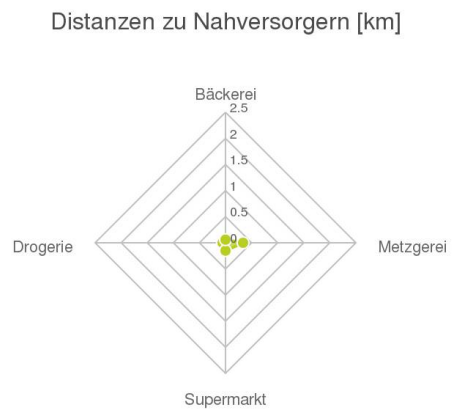 Distanzen zu Nahversorgern [km]
Bäckerei
2.5
2
1.5
1
0.5
0
Drogerie
Metzgerei
Supermarkt